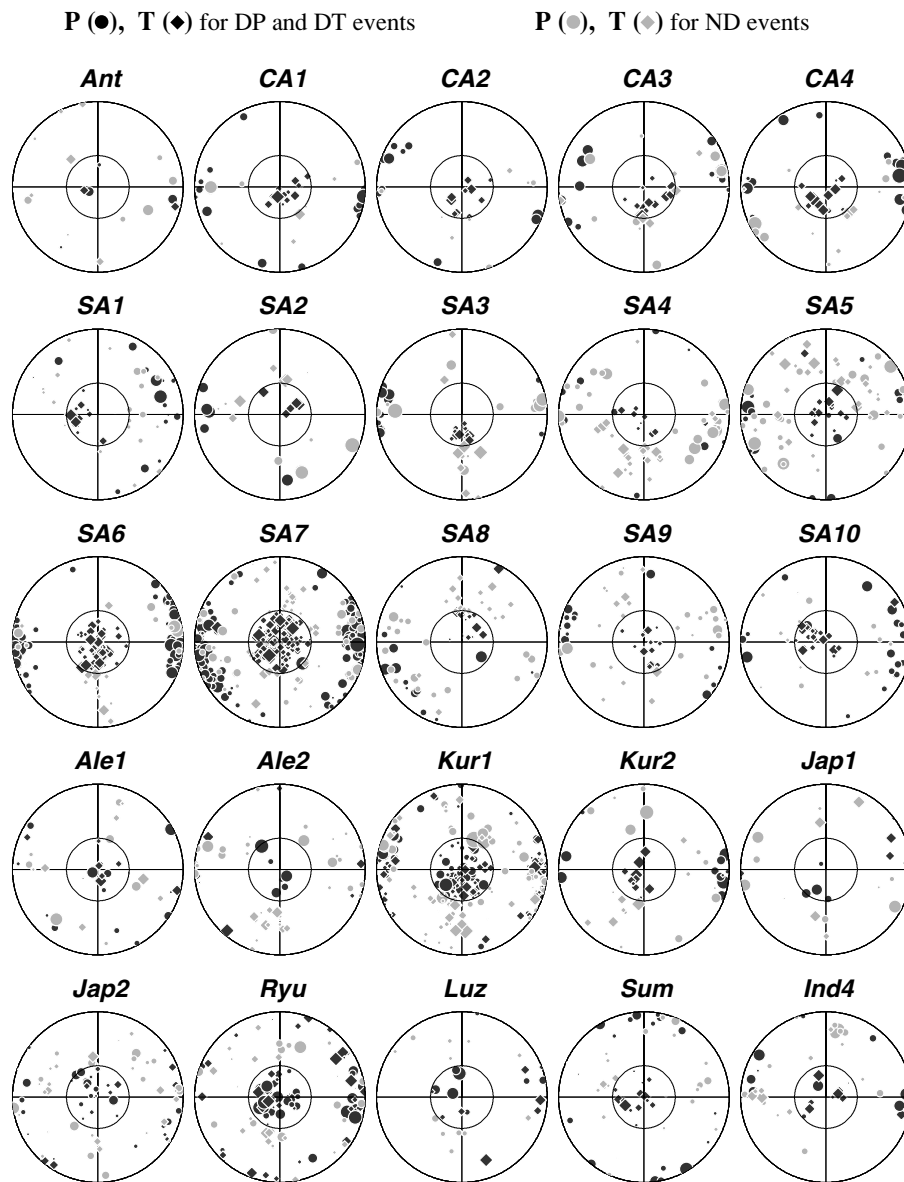 P (●), T (◆) for DP and DT events P (●), T (◆) for ND events
Ant CA1 CA2 CA3 CA4
SA1 SA2 SA3 SA4 SA5
SA6 SA7 SA8 SA9 SA10
Ale1 Ale2 Kur1 Kur2 Jap1
Jap2 Ryu Luz Sum Ind4